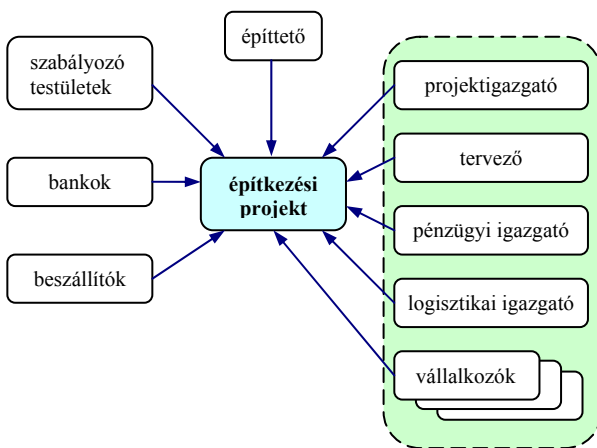 építtető
szabályozó
testületek
projektigazgató
tervező
bankok
építkezési
projekt
pénzügyi igazgató
beszállítók
logisztikai igazgató
vállalkozók